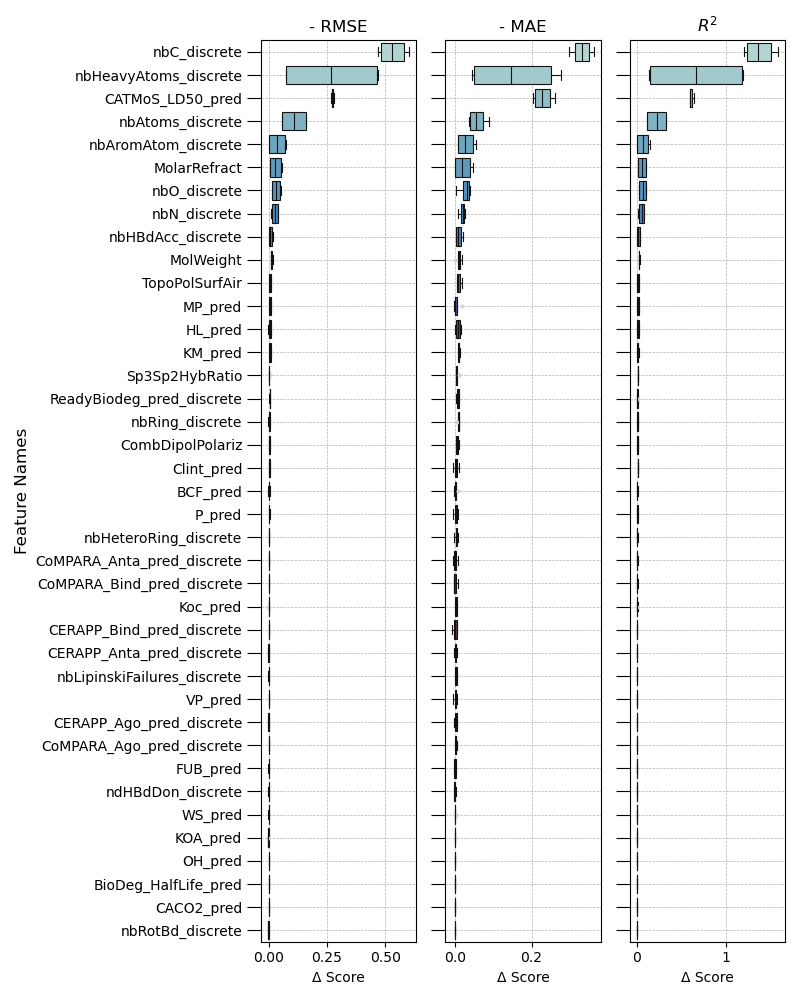 - RMSE
- MAE
R²
nbC_discrete
nbHeavyAtoms_discrete
CATMoS_LD50_pred
nbAtoms_discrete
nbAromAtom_discrete
MolarRefract
nbO_discrete
nbN_discrete
nbHBdAcc_discrete
MolWeight
TopoPolSurfAir
MP_pred
HL_pred
KM_pred
Sp3Sp2HybRatio
ReadyBiodeg_pred_discrete
nbRing_discrete
CombDipolPolariz
Clint_pred
BCF_pred
P_pred
nbHeteroRing_discrete
CoMPARA_Anta_pred_discrete
CoMPARA_Bind_pred_discrete
Koc_pred
CERAPP_Bind_pred_discrete
CERAPP_Anta_pred_discrete
nbLipinskiFailures_discrete
VP_pred
CERAPP_Ago_pred_discrete
CoMPARA_Ago_pred_discrete
FUB_pred
ndHBdDon_discrete
WS_pred
KOA_pred
OH_pred
BioDeg_HalfLife_pred
CACO2_pred
nbRotBd_discrete
Feature Names
0.00 0.25 0.50
0.0 0.2
0 1
Δ Score
Δ Score
Δ Score